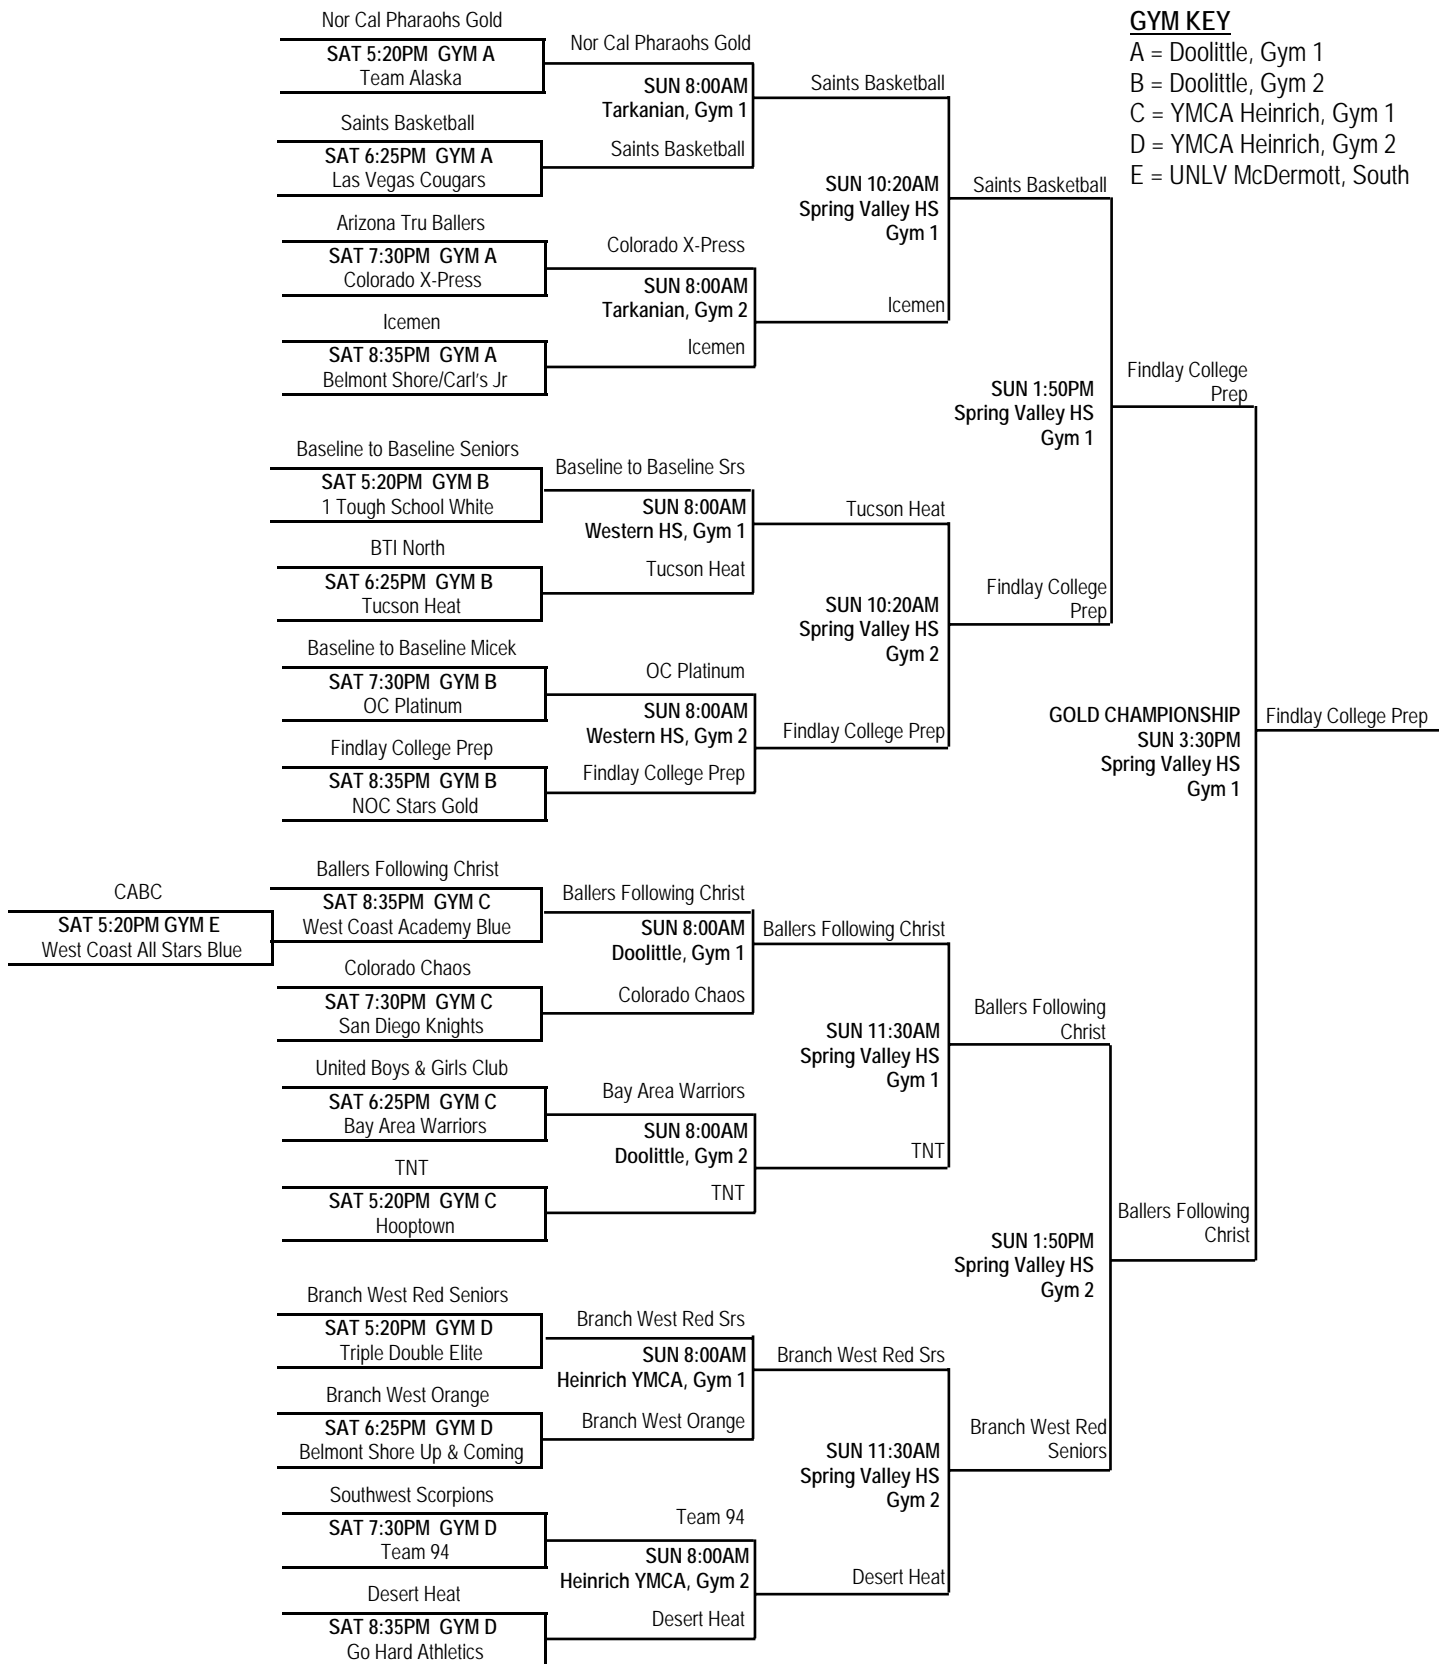 Nor Cal Pharaohs Gold
SAT 5:20PM GYM A
Team Alaska
Saints Basketball
SAT 6:25PM GYM A
Las Vegas Cougars
Arizona Tru Ballers
SAT 7:30PM GYM A
Colorado X-Press
Icemen
SAT 8:35PM GYM A
Belmont Shore/Carl's Jr
Baseline to Baseline Seniors
SAT 5:20PM GYM B
1 Tough School White
BTI North
SAT 6:25PM GYM B
Tucson Heat
Baseline to Baseline Micek
SAT 7:30PM GYM B
OC Platinum
Findlay College Prep
SAT 8:35PM GYM B
NOC Stars Gold
CABC
SAT 5:20PM GYM E
West Coast All Stars Blue
Ballers Following Christ
SAT 8:35PM GYM C
West Coast Academy Blue
Colorado Chaos
SAT 7:30PM GYM C
San Diego Knights
United Boys & Girls Club
SAT 6:25PM GYM C
Bay Area Warriors
TNT
SAT 5:20PM GYM C
Hooptown
Branch West Red Seniors
SAT 5:20PM GYM D
Triple Double Elite
Branch West Orange
SAT 6:25PM GYM D
Belmont Shore Up & Coming
Southwest Scorpions
SAT 7:30PM GYM D
Team 94
Desert Heat
SAT 8:35PM GYM D
Go Hard Athletics
Nor Cal Pharaohs Gold
SUN 8:00AM
Tarkanian, Gym 1
Saints Basketball
Colorado X-Press
SUN 8:00AM
Tarkanian, Gym 2
Icemen
Baseline to Baseline Srs
SUN 8:00AM
Western HS, Gym 1
Tucson Heat
OC Platinum
SUN 8:00AM
Western HS, Gym 2
Findlay College Prep
Ballers Following Christ
SUN 8:00AM
Doolittle, Gym 1
Colorado Chaos
Bay Area Warriors
SUN 8:00AM
Doolittle, Gym 2
TNT
Branch West Red Srs
SUN 8:00AM
Heinrich YMCA, Gym 1
Branch West Orange
Team 94
SUN 8:00AM
Heinrich YMCA, Gym 2
Desert Heat
Saints Basketball
SUN 10:20AM
Spring Valley HS
Gym 1
Icemen
Tucson Heat
SUN 10:20AM
Spring Valley HS
Gym 2
Findlay College Prep
Ballers Following Christ
SUN 11:30AM
Spring Valley HS
Gym 1
TNT
Branch West Red Srs
SUN 11:30AM
Spring Valley HS
Gym 2
Desert Heat
Saints Basketball
SUN 1:50PM
Spring Valley HS
Gym 1
Findlay College
Prep
Ballers Following
Christ
SUN 1:50PM
Spring Valley HS
Gym 2
Branch West Red
Seniors
Findlay College
Prep
GOLD CHAMPIONSHIP
SUN 3:30PM
Spring Valley HS
Gym 1
Ballers Following
Christ
Findlay College Prep
GYM KEY
A = Doolittle, Gym 1
B = Doolittle, Gym 2
C = YMCA Heinrich, Gym 1
D = YMCA Heinrich, Gym 2
E = UNLV McDermott, South